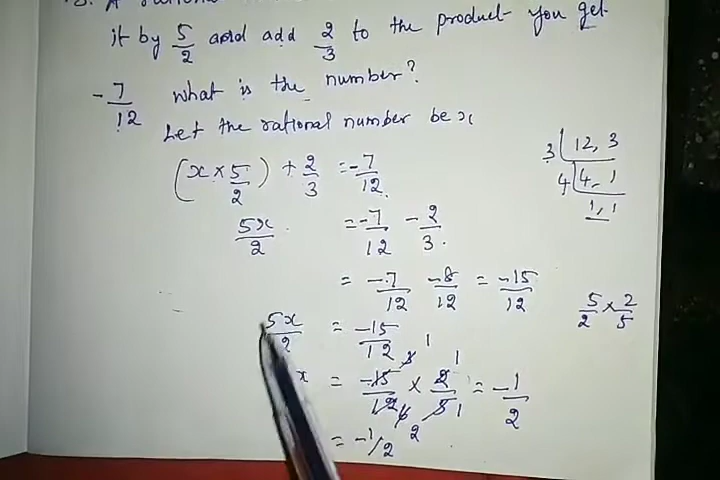 it by 5/2 and add 2/3 to the product you get
-7/12 what is the number?
Let the rational number be x
(x × 5/2) + 2/3 = -7/12
3 | 12, 3
4 | 4, 1
1, 1
5x/2 = -7/12 - 2/3
= -7/12 -8/12 = -15/12
5/2 × 2/5
5x/2 = -15/12
x = -15/12 × 2/5 = -1/2
= -1/2